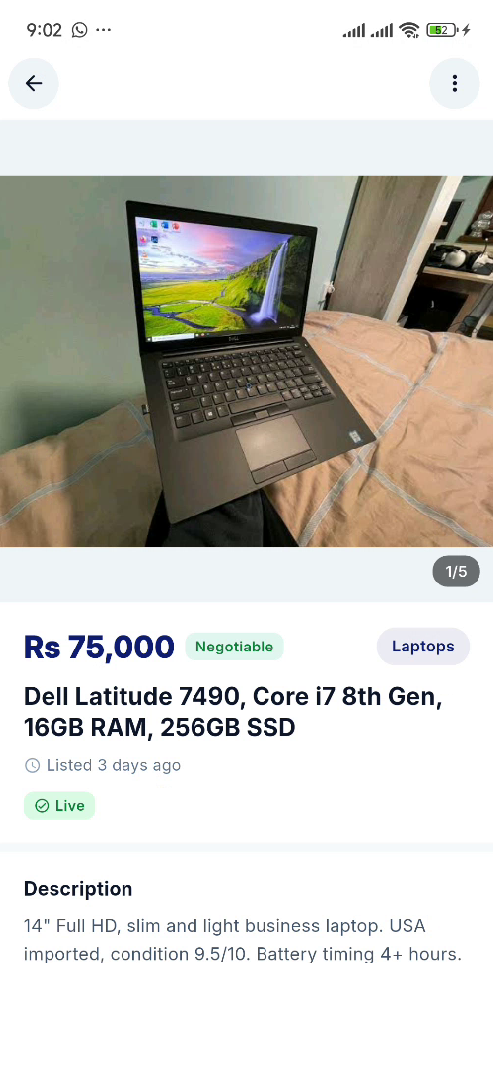 9:02
52
1/5
Rs 75,000 Negotiable Laptops
Dell Latitude 7490, Core i7 8th Gen,
16GB RAM, 256GB SSD
Listed 3 days ago
Live
Description
14" Full HD, slim and light business laptop. USA
imported, condition 9.5/10. Battery timing 4+ hours.